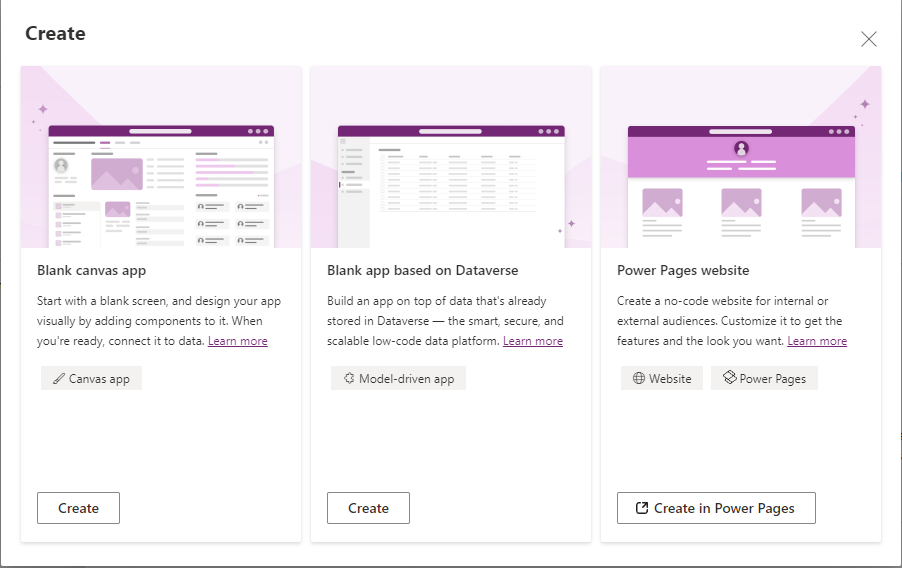 Create
Blank canvas app
Start with a blank screen, and design your app
visually by adding components to it. When
you're ready, connect it to data. Learn more
Canvas app
Create
Blank app based on Dataverse
Build an app on top of data that's already
stored in Dataverse — the smart, secure, and
scalable low-code data platform. Learn more
Model-driven app
Create
Power Pages website
Create a no-code website for internal or
external audiences. Customize it to get the
features and the look you want. Learn more
Website
Power Pages
Create in Power Pages